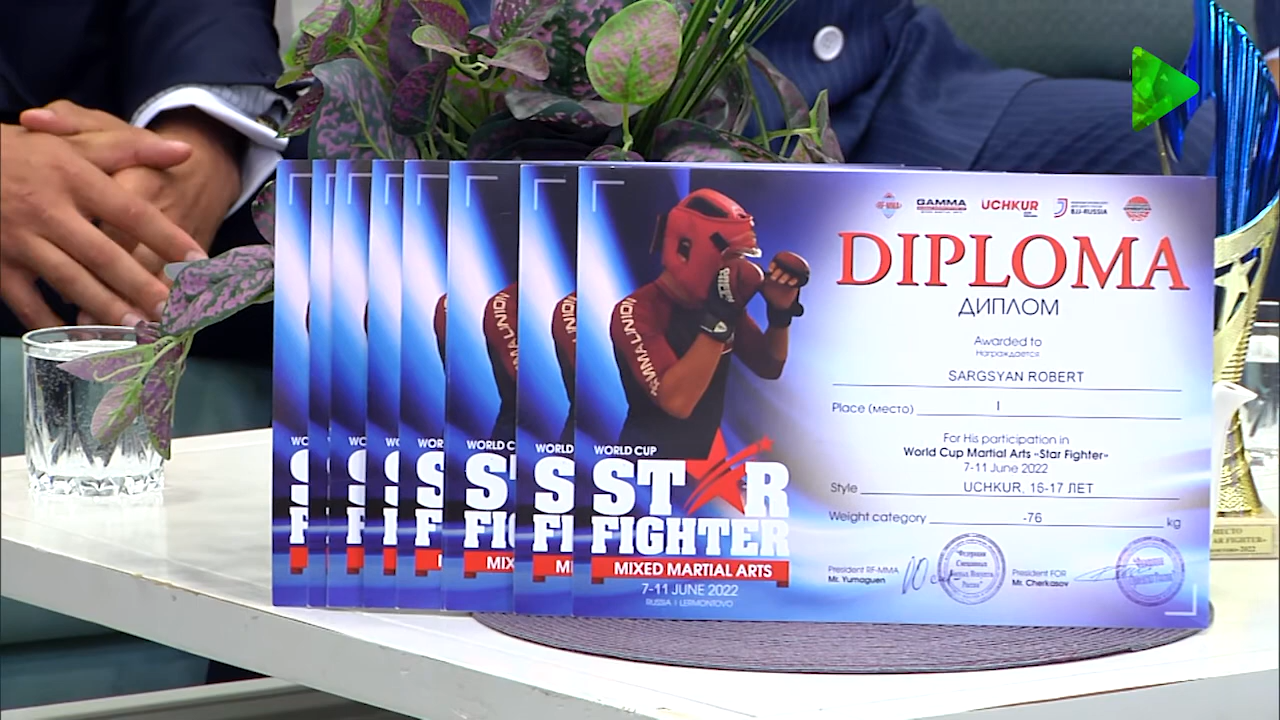 GAMMA
UCHKUR
BJJ-RUSSIA
DIPLOMA
ДИПЛОМ
Awarded to
Награждается
SARGSYAN ROBERT
Place (место) I
For His participation in
World Cup Martial Arts «Star Fighter»
7-11 June 2022
Style UCHKUR, 16-17 ЛЕТ
Weight category -76 kg
President RF-MMA
Mr. Yumaguen
President FOR
Mr. Cherkasov
WORLD CUP
STAR
FIGHTER
MIXED MARTIAL ARTS
7-11 JUNE 2022
RUSSIA | LERMONTOVO